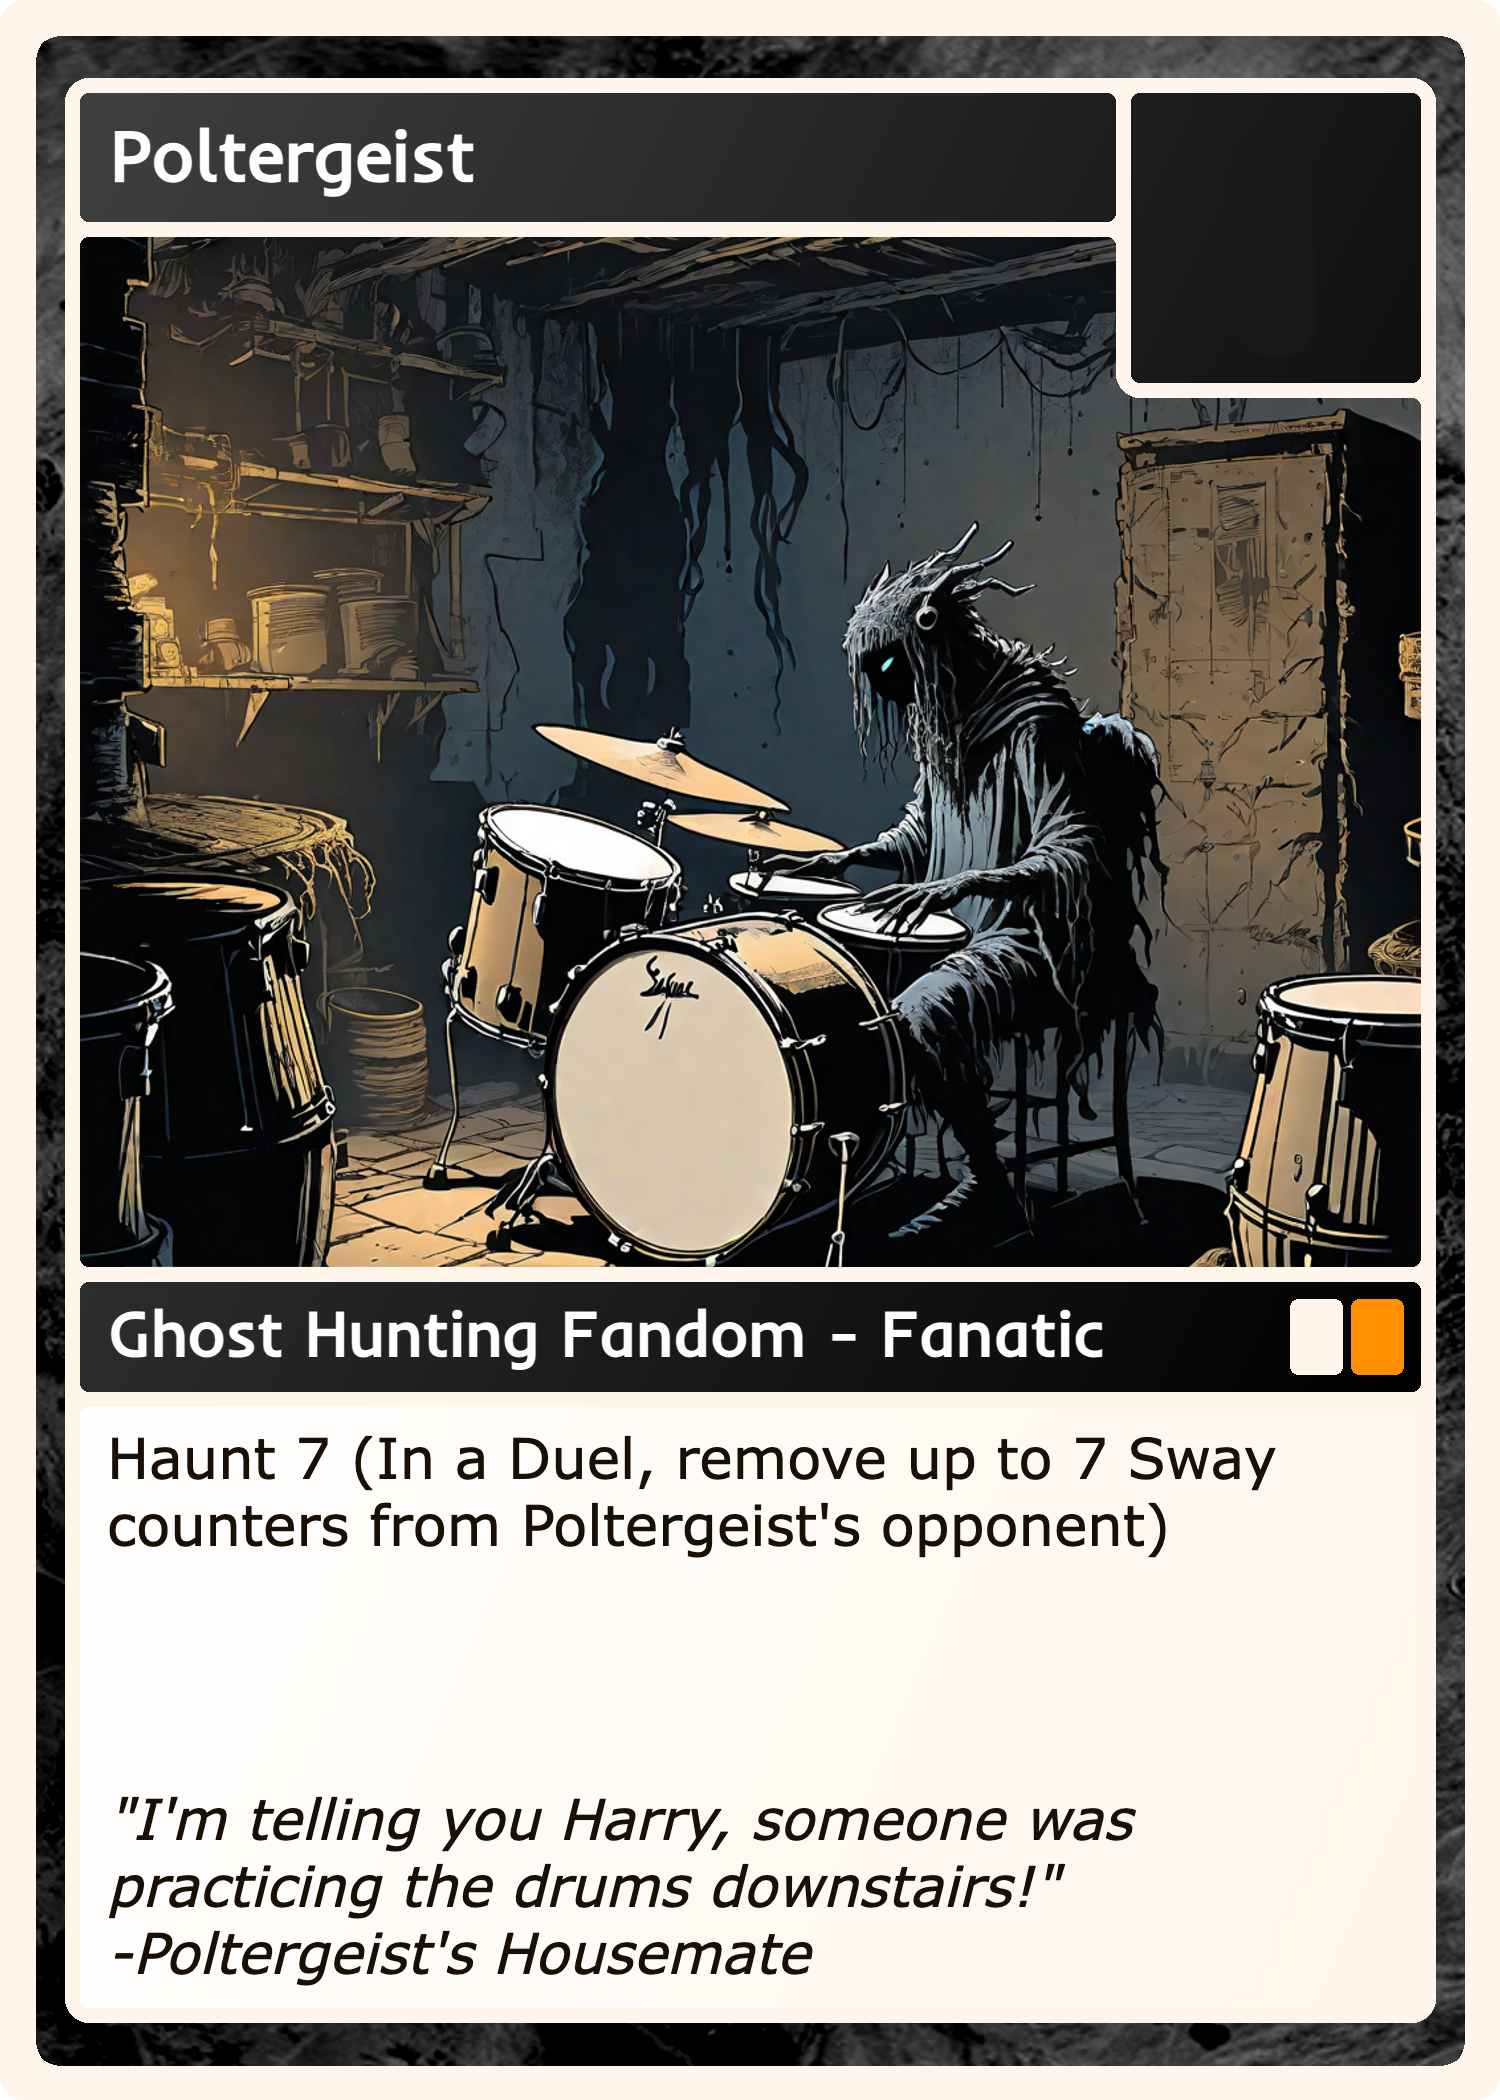 Poltergeist
Ghost Hunting Fandom - Fanatic
Haunt 7 (In a Duel, remove up to 7 Sway
counters from Poltergeist's opponent)
"I'm telling you Harry, someone was
practicing the drums downstairs!"
-Poltergeist's Housemate